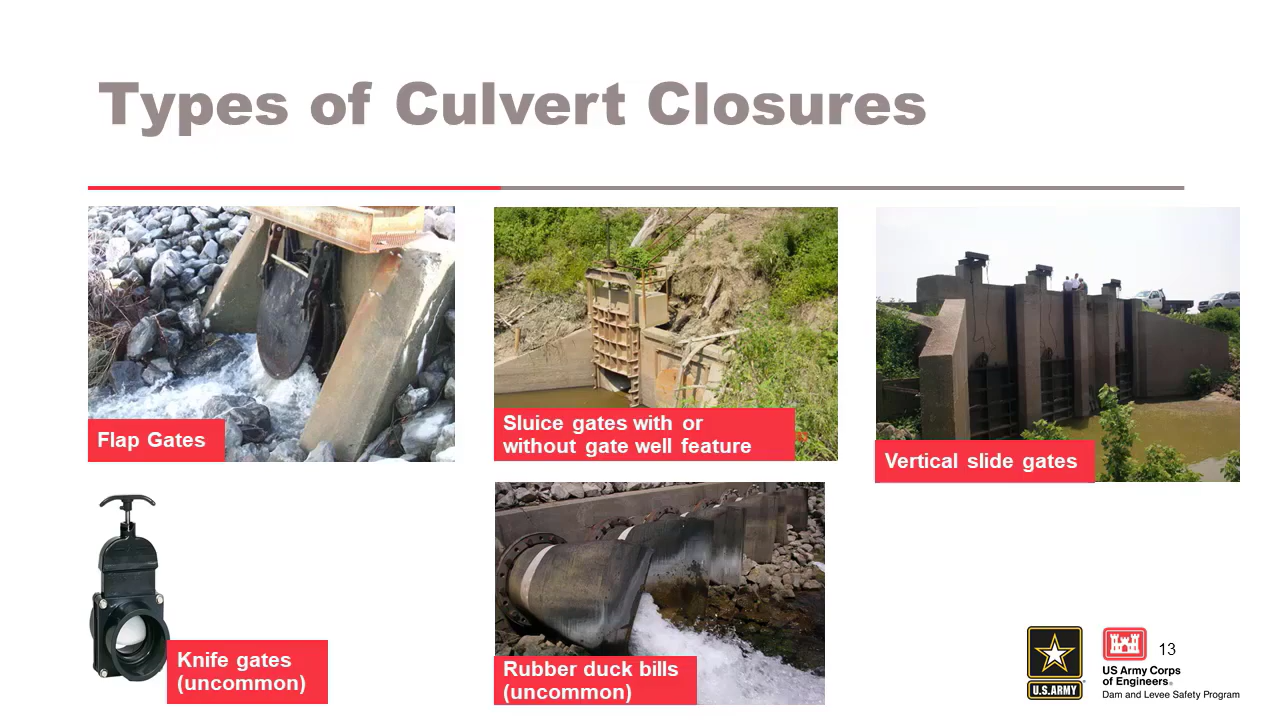 Types of Culvert Closures
Flap Gates
Sluice gates with or
without gate well feature
Vertical slide gates
Knife gates
(uncommon)
Rubber duck bills
(uncommon)
U.S.ARMY
US Army Corps
of Engineers®
Dam and Levee Safety Program
13